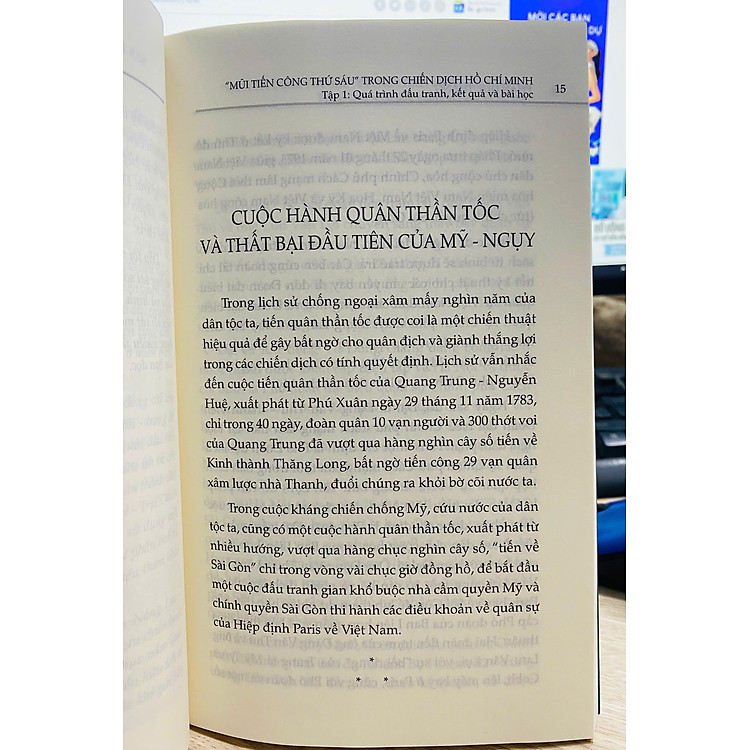 MỜI CÁC BẠN
"MŨI TIẾN CÔNG THỨ SÁU" TRONG CHIẾN DỊCH HỒ CHÍ MINH
Tập 1: Quá trình đấu tranh, kết quả và bài học
15
CUỘC HÀNH QUÂN THẦN TỐC
VÀ THẤT BẠI ĐẦU TIÊN CỦA MỸ - NGỤY
Trong lịch sử chống ngoại xâm mấy nghìn năm của
dân tộc ta, tiến quân thần tốc được coi là một chiến thuật
hiệu quả để gây bất ngờ cho quân địch và giành thắng lợi
trong các chiến dịch có tính quyết định. Lịch sử vẫn nhắc
đến cuộc tiến quân thần tốc của Quang Trung - Nguyễn
Huệ, xuất phát từ Phú Xuân ngày 29 tháng 11 năm 1783,
chỉ trong 40 ngày, đoàn quân 10 vạn người và 300 thớt voi
của Quang Trung đã vượt qua hàng nghìn cây số tiến về
Kinh thành Thăng Long, bất ngờ tiến công 29 vạn quân
xâm lược nhà Thanh, đuổi chúng ra khỏi bờ cõi nước ta.
Trong cuộc kháng chiến chống Mỹ, cứu nước của dân
tộc ta, cũng có một cuộc hành quân thần tốc, xuất phát từ
nhiều hướng, vượt qua hàng chục nghìn cây số, "tiến về
Sài Gòn" chỉ trong vòng vài chục giờ đồng hồ, để bắt đầu
một cuộc đấu tranh gian khổ buộc nhà cầm quyền Mỹ và
chính quyền Sài Gòn thi hành các điều khoản về quân sự
của Hiệp định Paris về Việt Nam.
*
* *